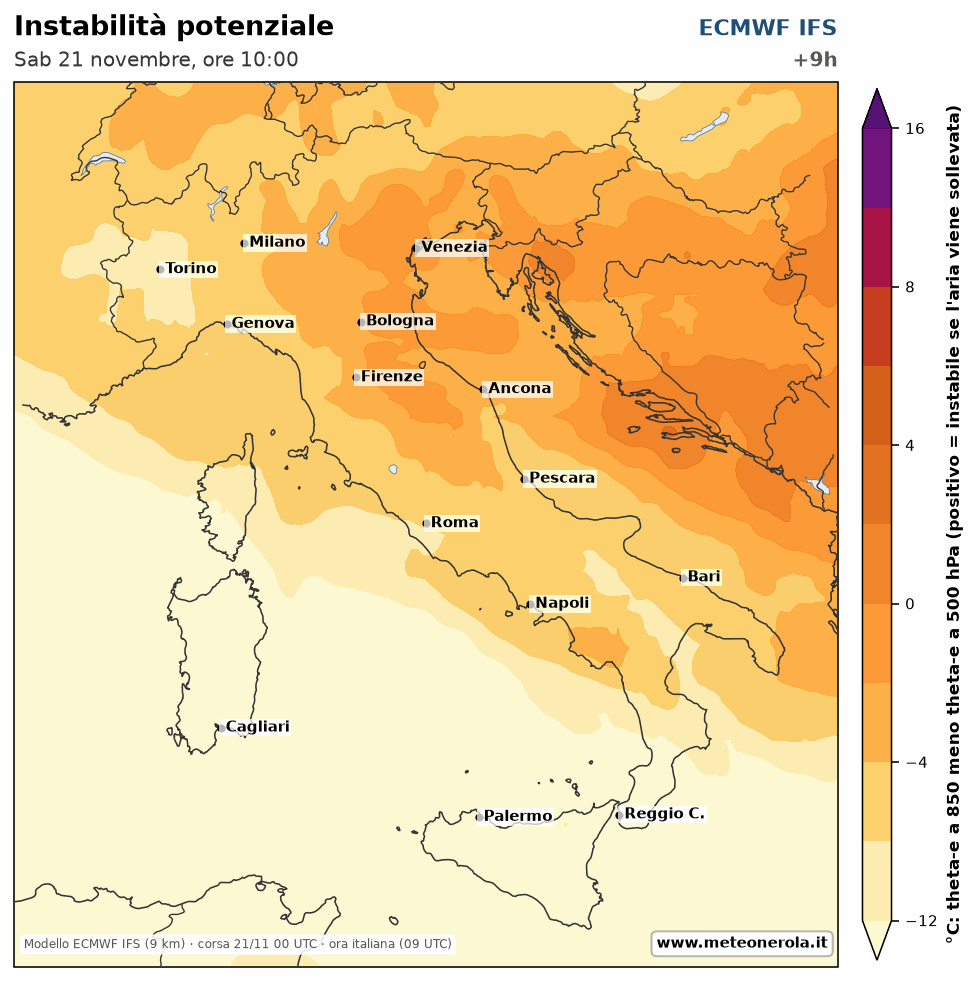 Instabilità potenziale
ECMWF IFS
Sab 21 novembre, ore 10:00
+9h
Milano
Venezia
Torino
Genova
Bologna
Firenze
Ancona
Pescara
Roma
Bari
Napoli
Cagliari
Palermo
Reggio C.
16
8
4
0
−4
−12
°C: theta-e a 850 meno theta-e a 500 hPa (positivo = instabile se l'aria viene sollevata)
Modello ECMWF IFS (9 km) · corsa 21/11 00 UTC · ora italiana (09 UTC)
www.meteonerola.it